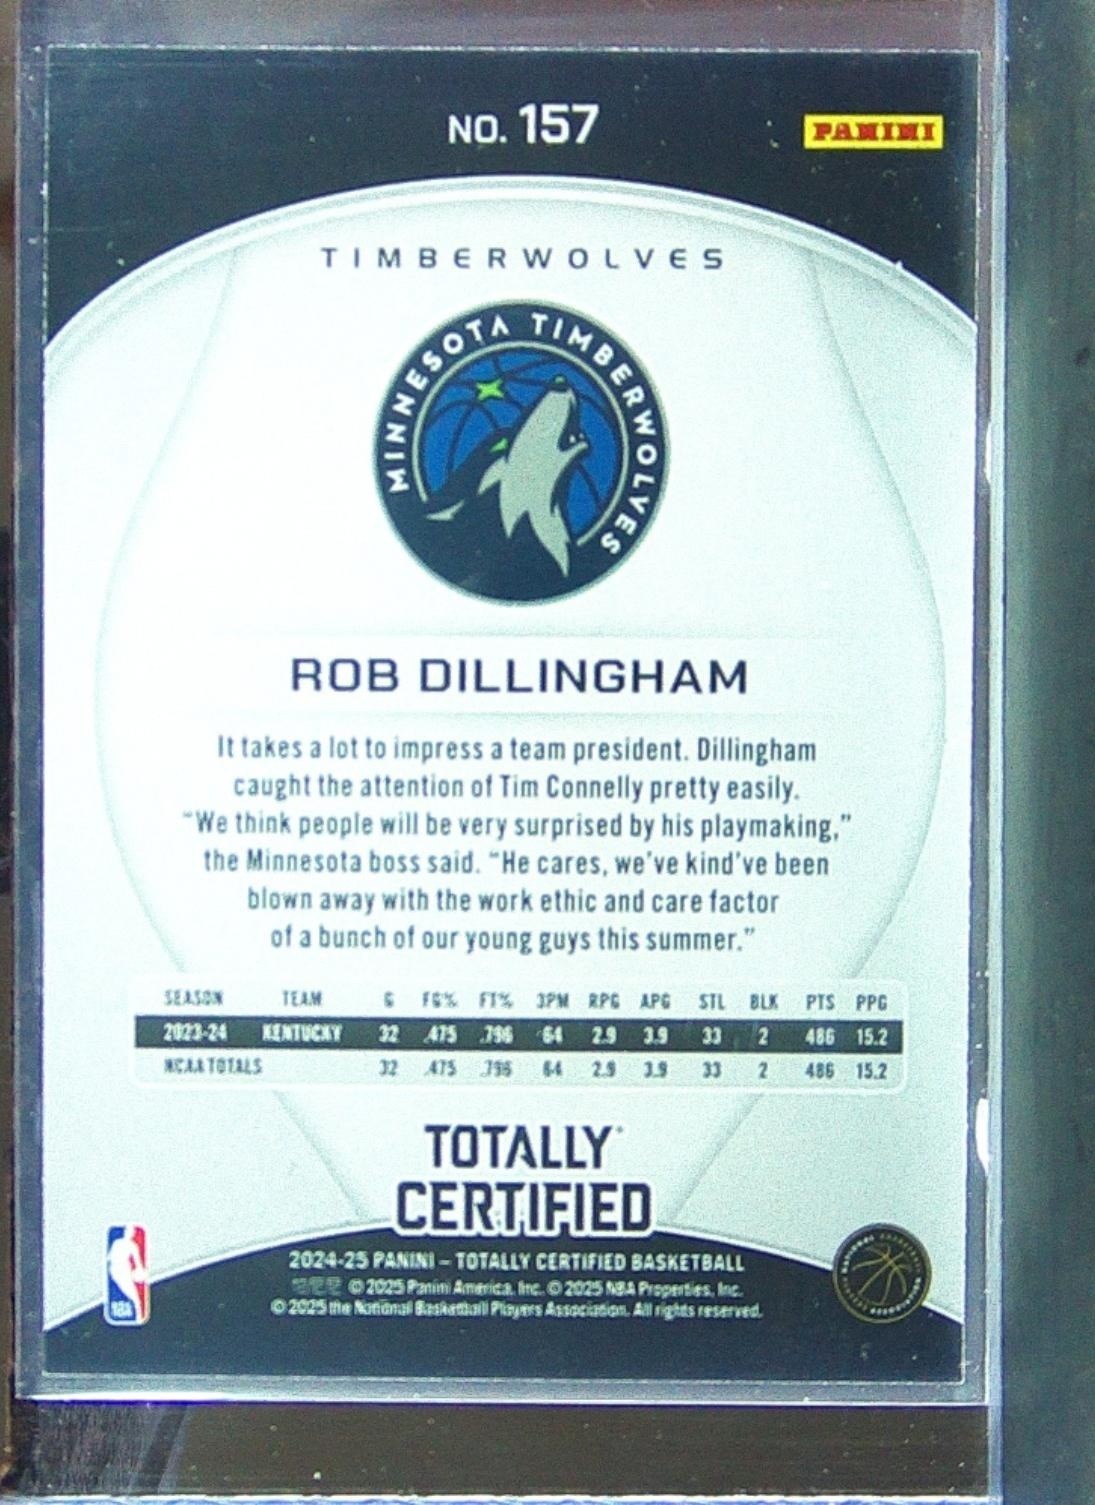 NO. 157
PANINI
TIMBERWOLVES
MINNESOTA TIMBERWOLVES
ROB DILLINGHAM
It takes a lot to impress a team president. Dillingham
caught the attention of Tim Connelly pretty easily.
"We think people will be very surprised by his playmaking,"
the Minnesota boss said. "He cares, we've kind've been
blown away with the work ethic and care factor
of a bunch of our young guys this summer."
SEASON TEAM G FG% FT% 3PM RPG APG STL BLK PTS PPG
2023-24 KENTUCKY 32 .475 .796 64 2.9 3.9 33 2 486 15.2
NCAA TOTALS 32 .475 .796 64 2.9 3.9 33 2 486 15.2
TOTALLY
CERTIFIED
2024-25 PANINI – TOTALLY CERTIFIED BASKETBALL
© 2025 Panini America, Inc. © 2025 NBA Properties, Inc.
© 2025 the National Basketball Players Association. All rights reserved.
NBA